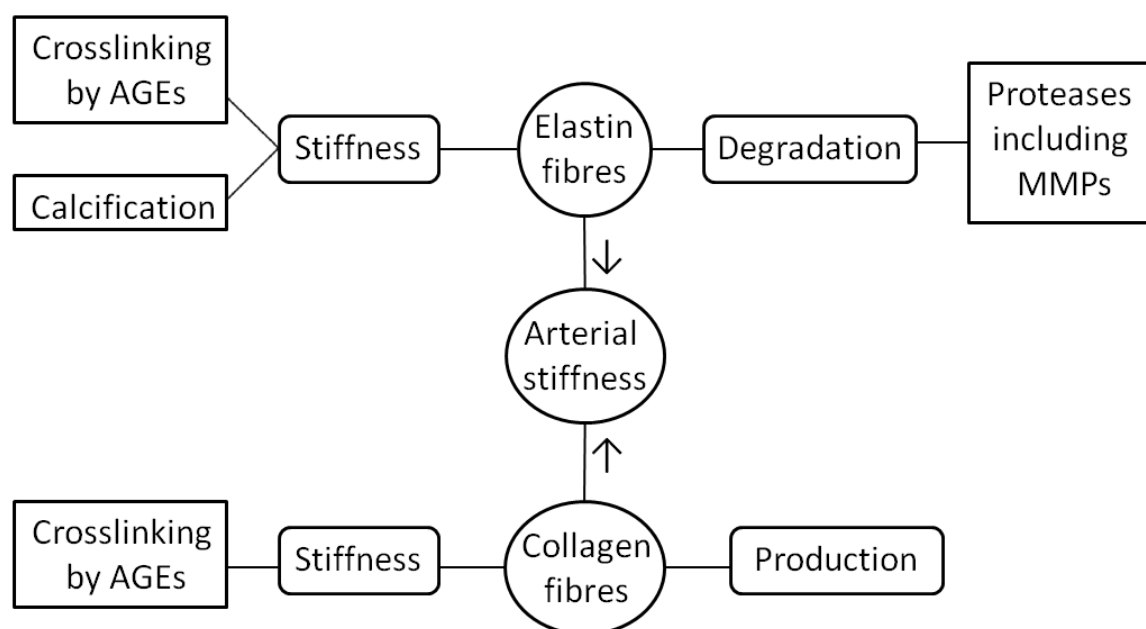 Crosslinking
by AGEs
Calcification
Stiffness
Elastin
fibres
Degradation
Proteases
including
MMPs
↓
Arterial
stiffness
↑
Crosslinking
by AGEs
Stiffness
Collagen
fibres
Production